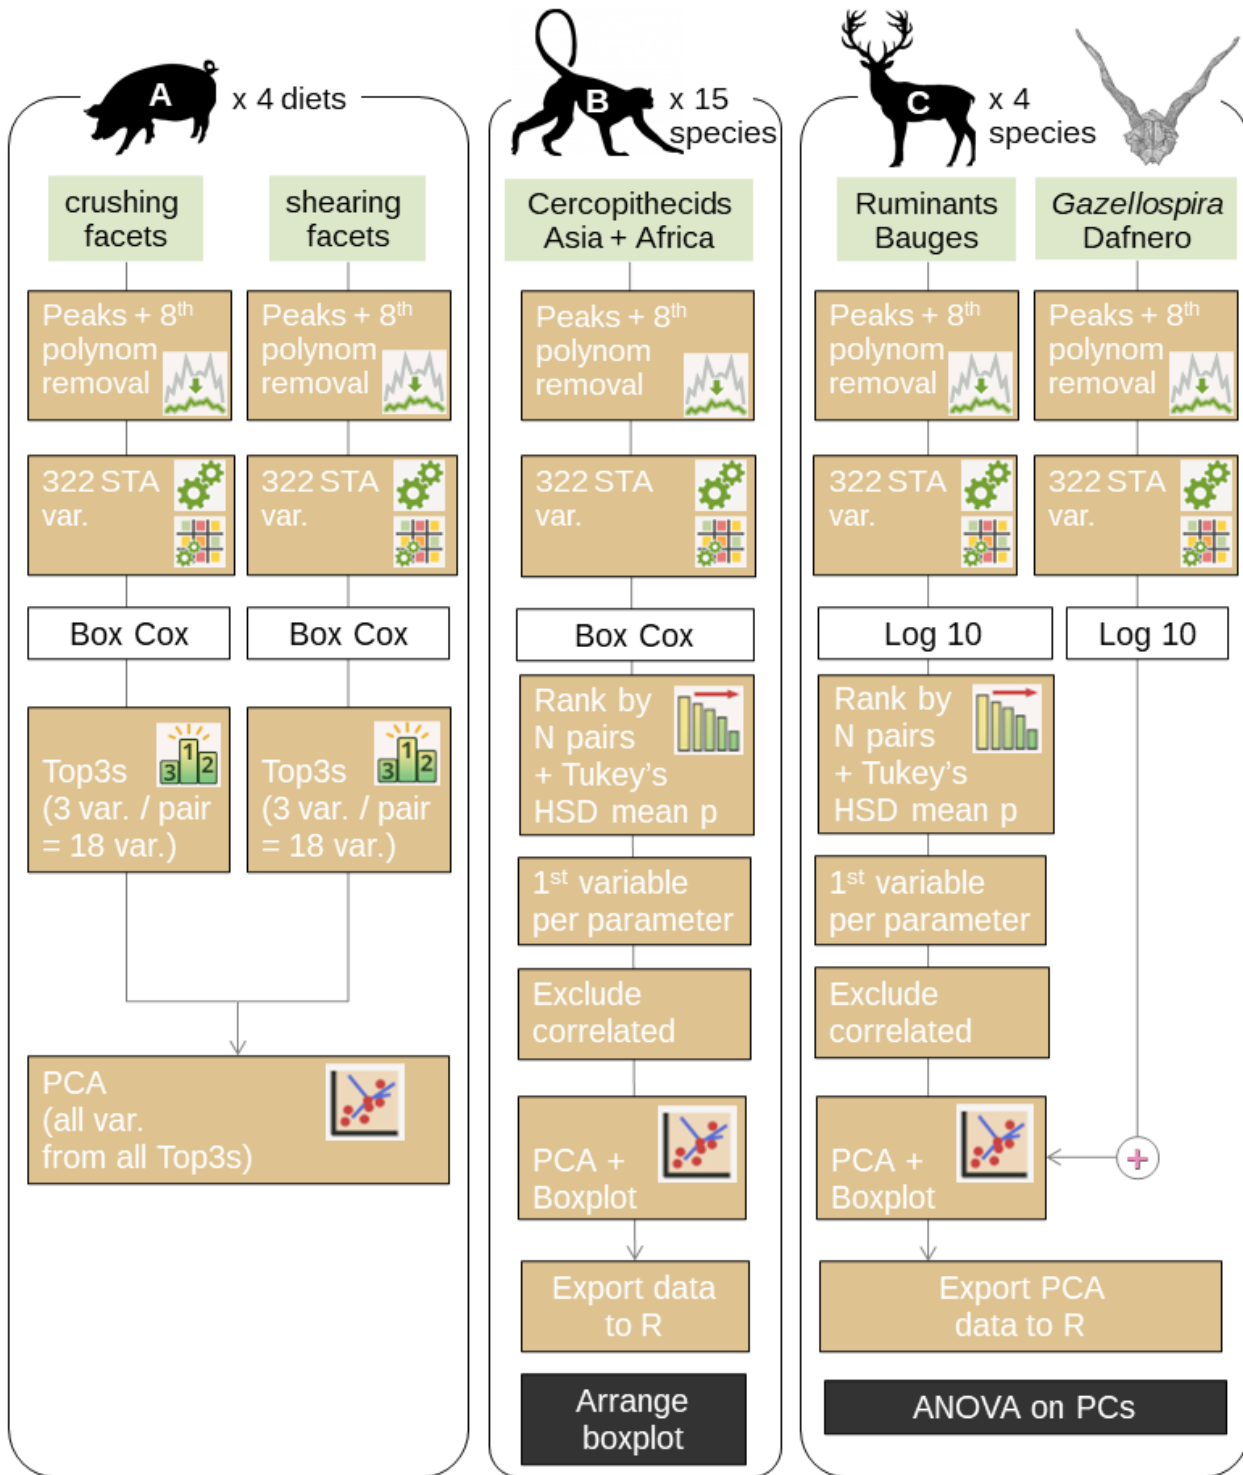 A
x 4 diets
crushing
facets
shearing
facets
Peaks + 8th
polynom
removal
Peaks + 8th
polynom
removal
322 STA
var.
322 STA
var.
Box Cox
Box Cox
1
3 2
Top3s
(3 var. / pair
= 18 var.)
1
3 2
Top3s
(3 var. / pair
= 18 var.)
PCA
(all var.
from all Top3s)
B
x 15
species
Cercopithecids
Asia + Africa
Peaks + 8th
polynom
removal
322 STA
var.
Box Cox
Rank by
N pairs
+ Tukey's
HSD mean p
1st variable
per parameter
Exclude
correlated
PCA +
Boxplot
Export data
to R
Arrange
boxplot
C
x 4
species
Ruminants
Bauges
Gazellospira
Dafnero
Peaks + 8th
polynom
removal
Peaks + 8th
polynom
removal
322 STA
var.
322 STA
var.
Log 10
Log 10
Rank by
N pairs
+ Tukey's
HSD mean p
1st variable
per parameter
Exclude
correlated
PCA +
Boxplot
+
Export PCA
data to R
ANOVA on PCs